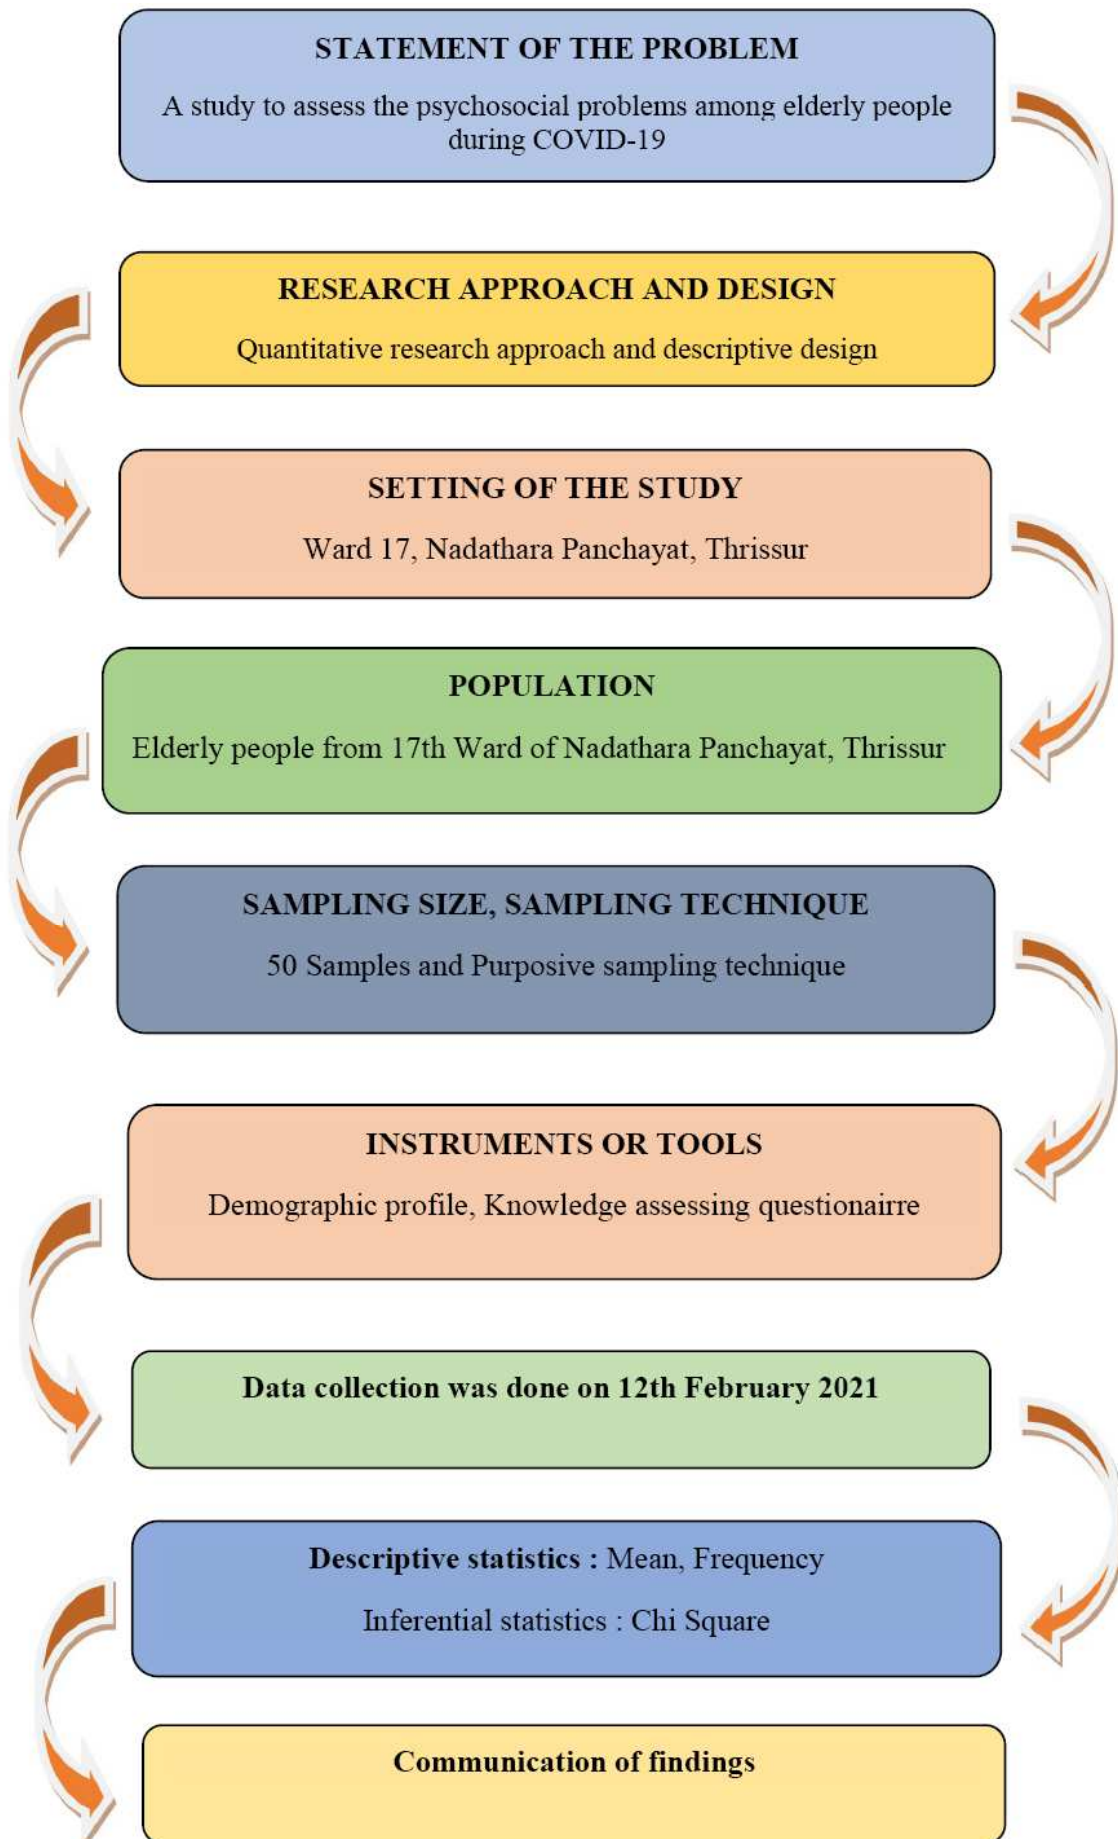 STATEMENT OF THE PROBLEM
A study to assess the psychosocial problems among elderly people
during COVID-19
RESEARCH APPROACH AND DESIGN
Quantitative research approach and descriptive design
SETTING OF THE STUDY
Ward 17, Nadathara Panchayat, Thrissur
POPULATION
Elderly people from 17th Ward of Nadathara Panchayat, Thrissur
SAMPLING SIZE, SAMPLING TECHNIQUE
50 Samples and Purposive sampling technique
INSTRUMENTS OR TOOLS
Demographic profile, Knowledge assessing questionairre
Data collection was done on 12th February 2021
Descriptive statistics : Mean, Frequency
Inferential statistics : Chi Square
Communication of findings